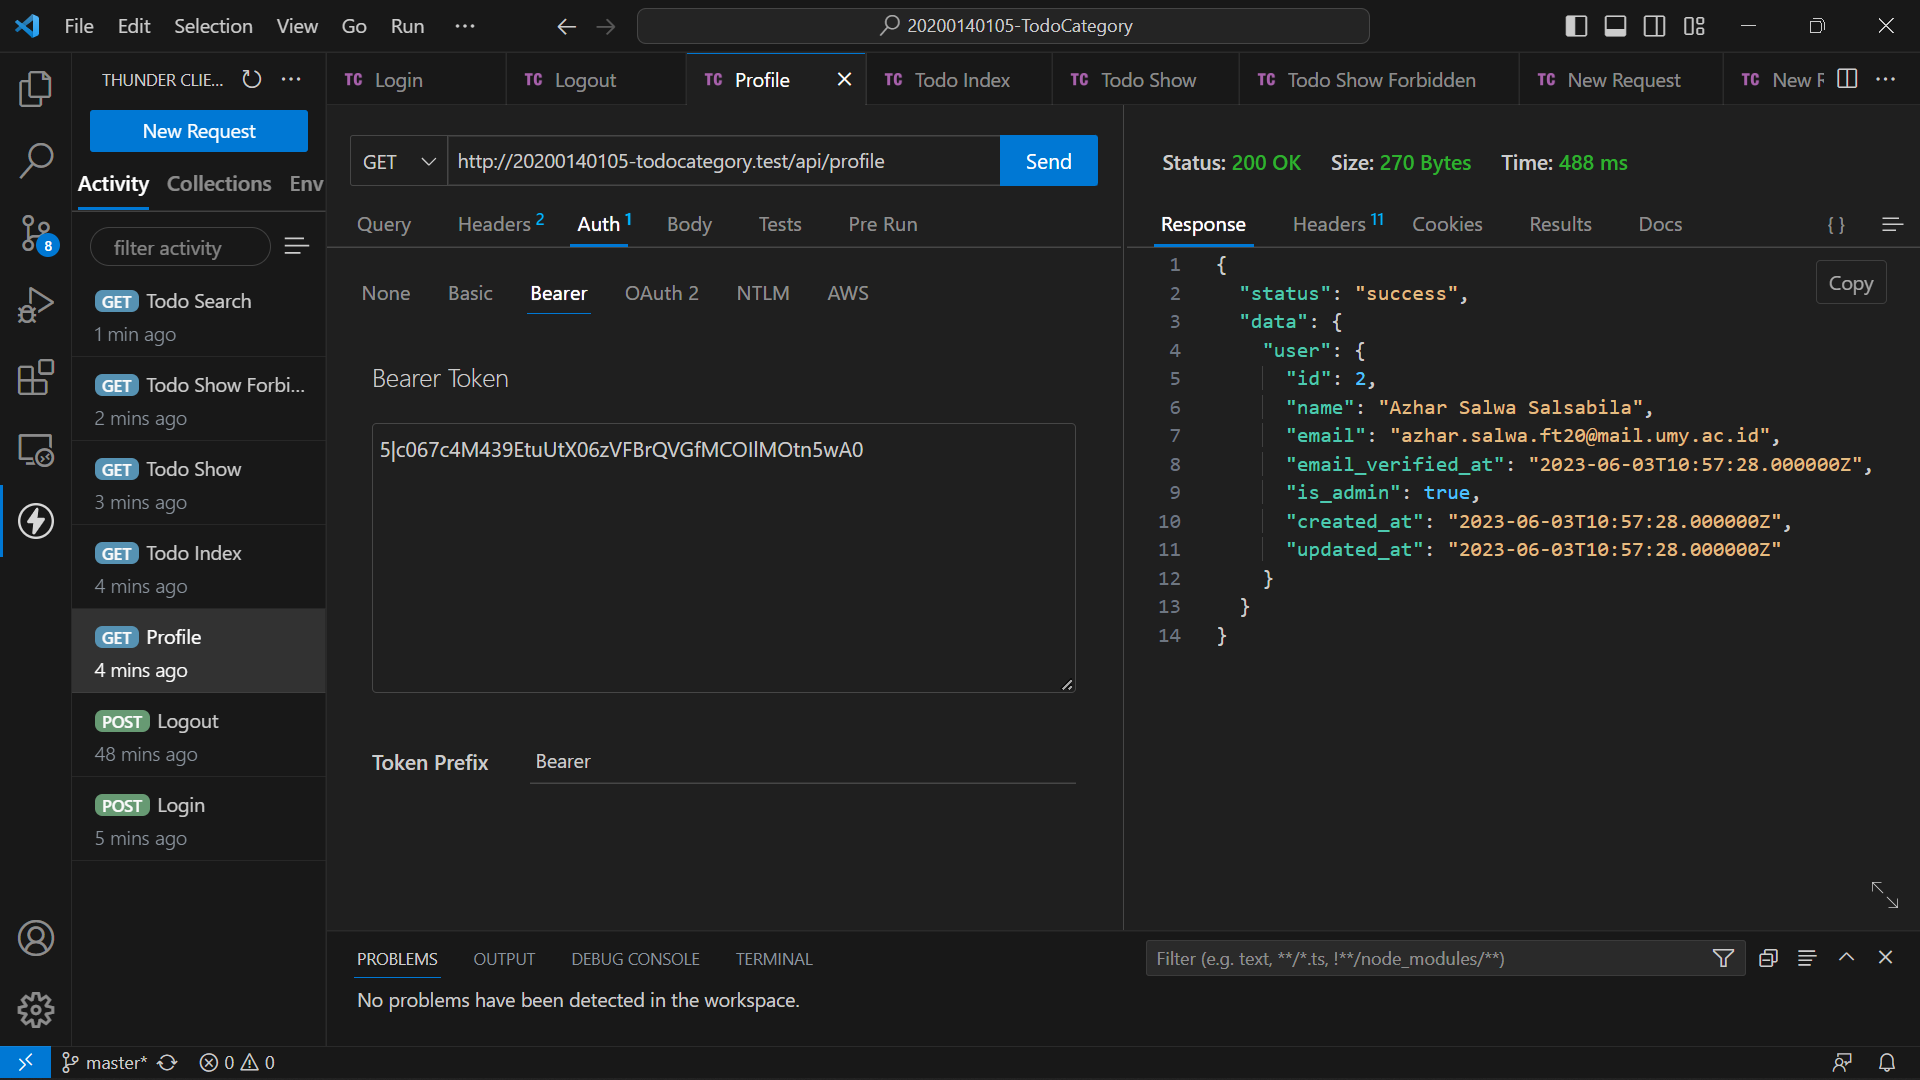 File Edit Selection View Go Run ··· 20200140105-TodoCategory
THUNDER CLIE...
TC Login TC Logout TC Profile TC Todo Index TC Todo Show TC Todo Show Forbidden TC New Request TC New R
New Request
Activity Collections Env
filter activity
GET Todo Search
1 min ago
GET Todo Show Forbi...
2 mins ago
GET Todo Show
3 mins ago
GET Todo Index
4 mins ago
GET Profile
4 mins ago
POST Logout
48 mins ago
POST Login
5 mins ago
8
GET http://20200140105-todocategory.test/api/profile Send
Query Headers 2 Auth 1 Body Tests Pre Run
None Basic Bearer OAuth 2 NTLM AWS
Bearer Token
5|c067c4M439EtuUtX06zVFBrQVGfMCOIlMOtn5wA0
Token Prefix Bearer
Status: 200 OK Size: 270 Bytes Time: 488 ms
Response Headers 11 Cookies Results Docs { }
Copy
1 {
2 "status": "success",
3 "data": {
4 "user": {
5 "id": 2,
6 "name": "Azhar Salwa Salsabila",
7 "email": "azhar.salwa.ft20@mail.umy.ac.id",
8 "email_verified_at": "2023-06-03T10:57:28.000000Z",
9 "is_admin": true,
10 "created_at": "2023-06-03T10:57:28.000000Z",
11 "updated_at": "2023-06-03T10:57:28.000000Z"
12 }
13 }
14 }
PROBLEMS OUTPUT DEBUG CONSOLE TERMINAL Filter (e.g. text, **/*.ts, !**/node_modules/**)
No problems have been detected in the workspace.
master* 0 0